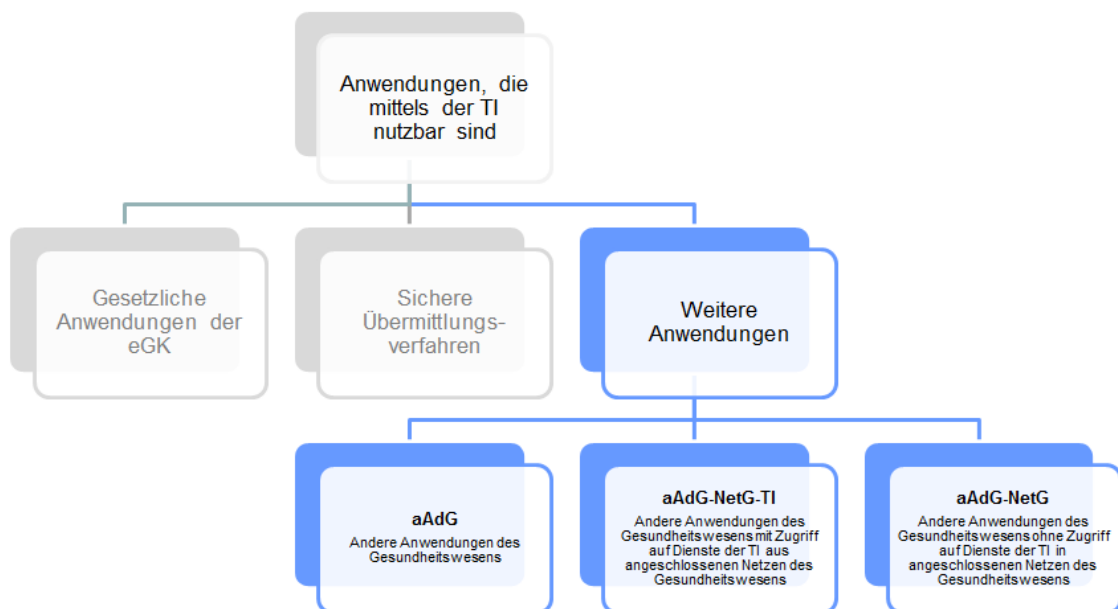 Anwendungen, die
mittels der TI
nutzbar sind
Gesetzliche
Anwendungen der
eGK
Sichere
Übermittlungs-
verfahren
Weitere
Anwendungen
aAdG
Andere Anwendungen des
Gesundheitswesens
aAdG-NetG-TI
Andere Anwendungen des
Gesundheitswesens mit Zugriff
auf Dienste der TI aus
angeschlossenen Netzen des
Gesundheitswesens
aAdG-NetG
Andere Anwendungen des
Gesundheitswesens ohne Zugriff
auf Dienste der TI in
angeschlossenen Netzen des
Gesundheitswesens